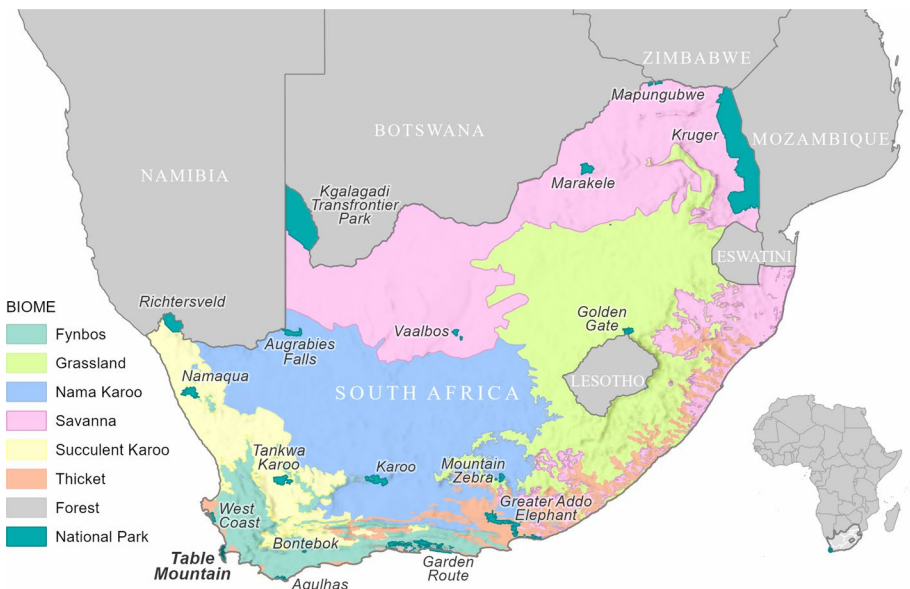 ZIMBABWE
Mapungubwe
BOTSWANA
Kruger
MOZAMBIQUE
NAMIBIA
Marakele
Kgalagadi
Transfrontier
Park
ESWATINI
Richtersveld
BIOME
Fynbos
Grassland
Nama Karoo
Savanna
Succulent Karoo
Thicket
Forest
National Park
Augrabies
Falls
Vaalbos
Golden
Gate
Namaqua
SOUTH AFRICA
LESOTHO
Tankwa
Karoo
Karoo
Mountain
Zebra
Greater Addo
Elephant
West
Coast
Bontebok
Table
Mountain
Garden
Route
Agulhas